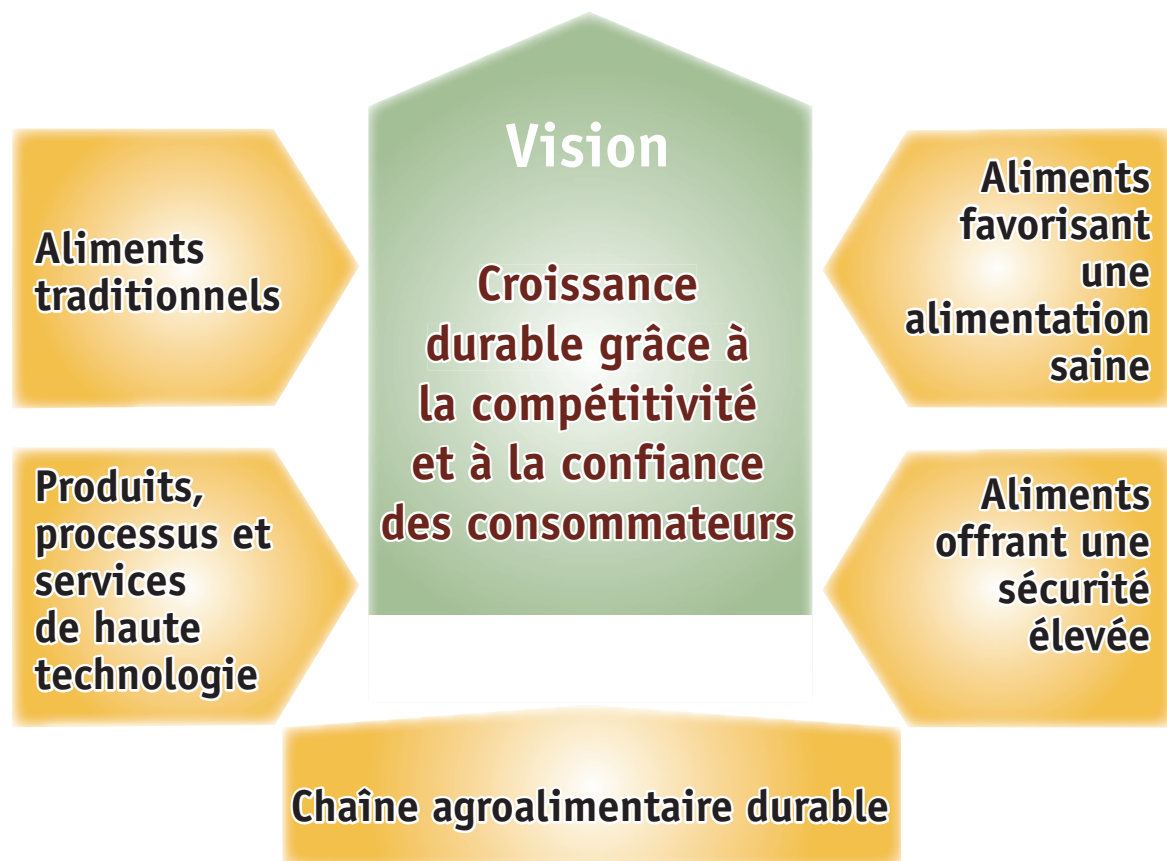 Vision
Croissance
durable grâce à
la compétitivité
et à la confiance
des consommateurs
Aliments
traditionnels
Produits,
processus et
services
de haute
technologie
Aliments
favorisant
une
alimentation
saine
Aliments
offrant une
sécurité
élevée
Chaîne agroalimentaire durable